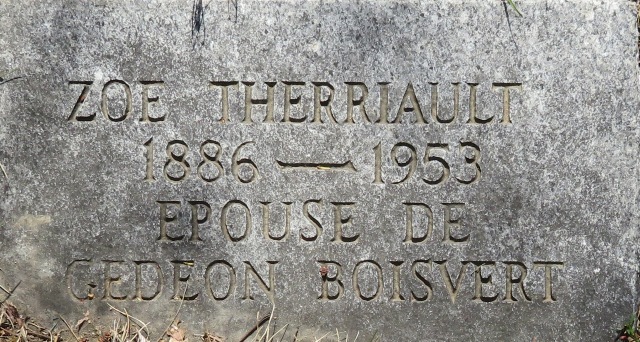 ZOE THERRIAULT
1886 — 1953
EPOUSE DE
GEDEON BOISVERT